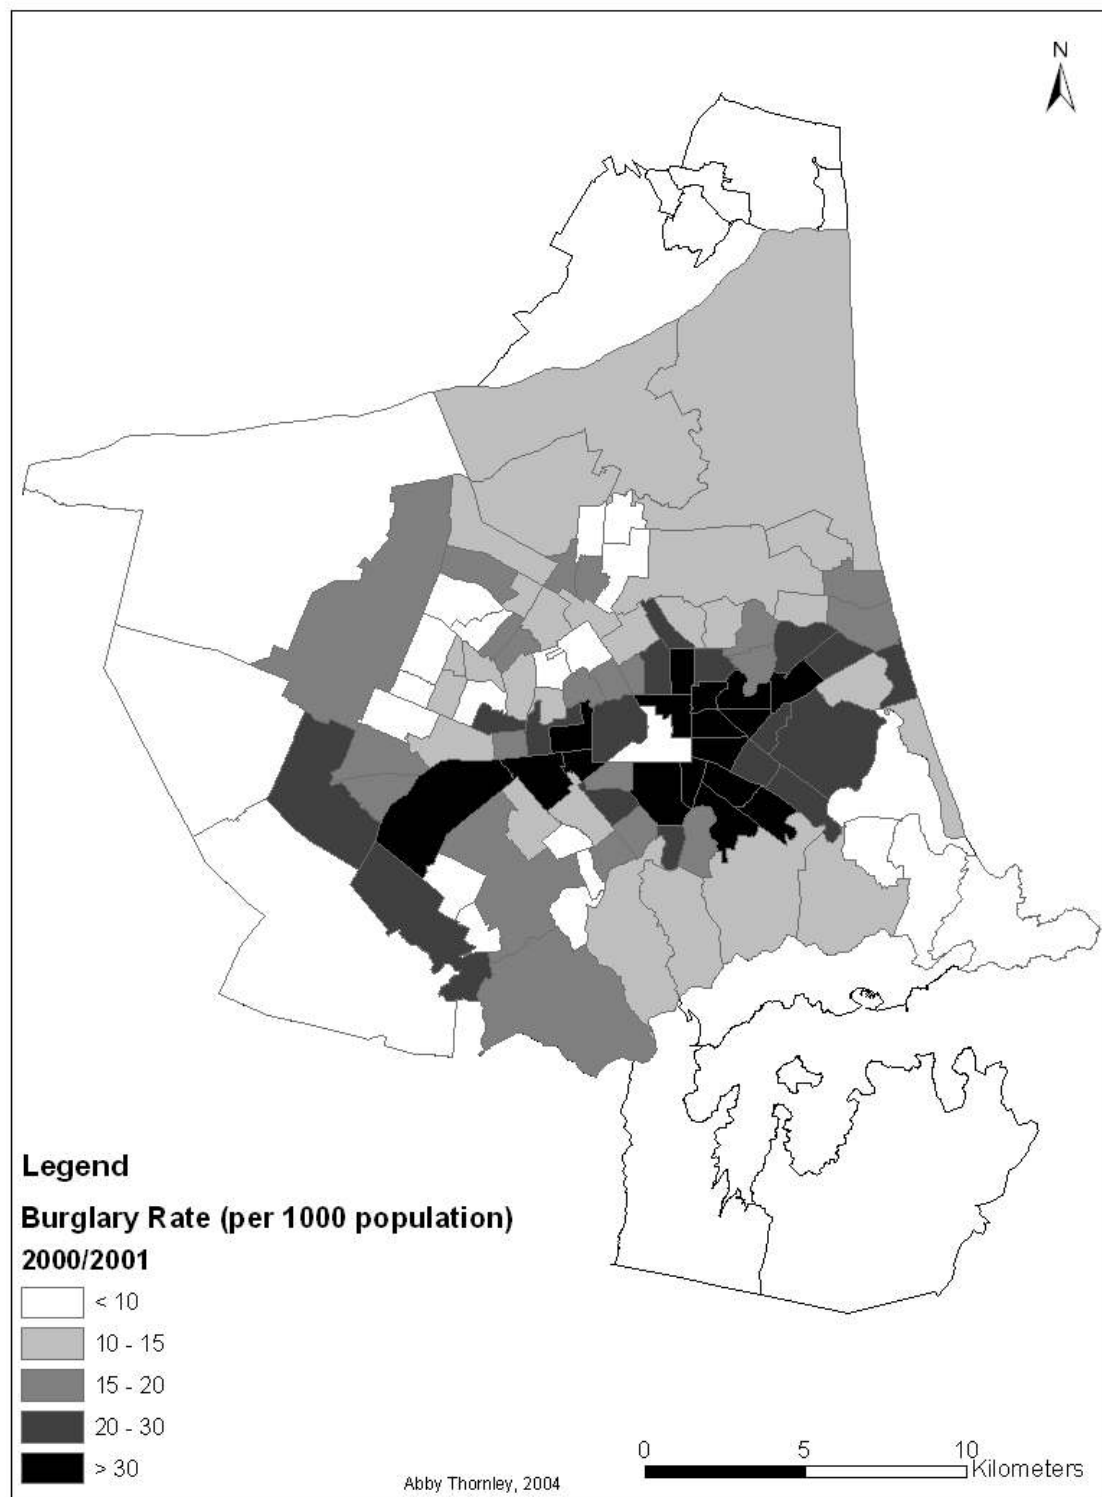 N
Legend
Burglary Rate (per 1000 population)
2000/2001
< 10
10 - 15
15 - 20
20 - 30
> 30
Abby Thornley, 2004
0 5 10
Kilometers